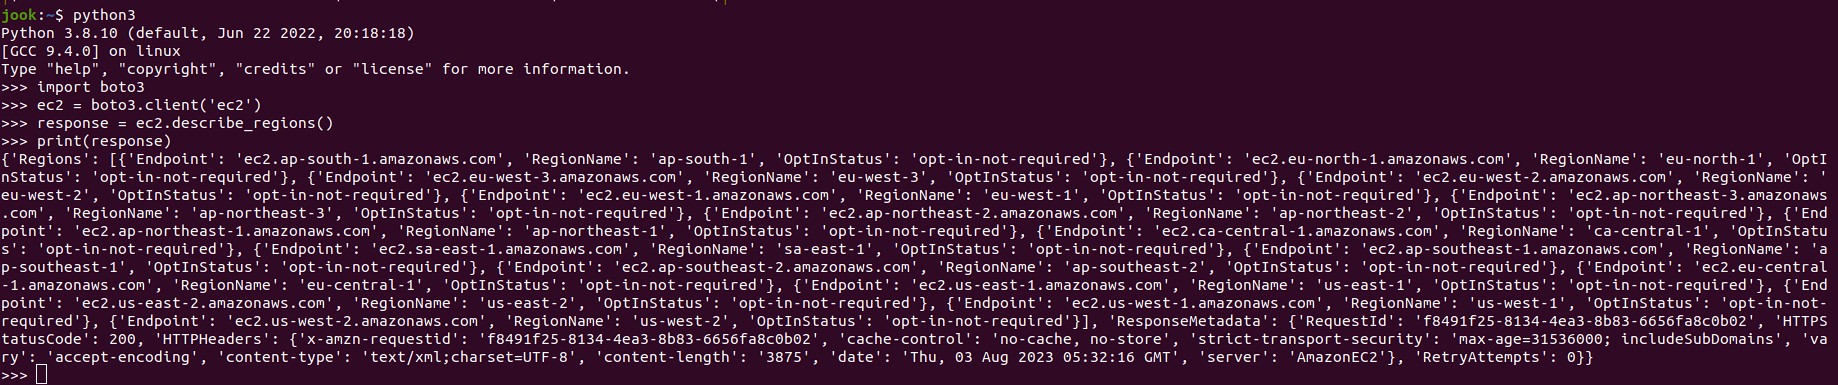 jook:~$ python3
Python 3.8.10 (default, Jun 22 2022, 20:18:18)
[GCC 9.4.0] on linux
Type "help", "copyright", "credits" or "license" for more information.
>>> import boto3
>>> ec2 = boto3.client('ec2')
>>> response = ec2.describe_regions()
>>> print(response)
{'Regions': [{'Endpoint': 'ec2.ap-south-1.amazonaws.com', 'RegionName': 'ap-south-1', 'OptInStatus': 'opt-in-not-required'}, {'Endpoint': 'ec2.eu-north-1.amazonaws.com', 'RegionName': 'eu-north-1', 'OptI
nStatus': 'opt-in-not-required'}, {'Endpoint': 'ec2.eu-west-3.amazonaws.com', 'RegionName': 'eu-west-3', 'OptInStatus': 'opt-in-not-required'}, {'Endpoint': 'ec2.eu-west-2.amazonaws.com', 'RegionName': '
eu-west-2', 'OptInStatus': 'opt-in-not-required'}, {'Endpoint': 'ec2.eu-west-1.amazonaws.com', 'RegionName': 'eu-west-1', 'OptInStatus': 'opt-in-not-required'}, {'Endpoint': 'ec2.ap-northeast-3.amazonaws
.com', 'RegionName': 'ap-northeast-3', 'OptInStatus': 'opt-in-not-required'}, {'Endpoint': 'ec2.ap-northeast-2.amazonaws.com', 'RegionName': 'ap-northeast-2', 'OptInStatus': 'opt-in-not-required'}, {'End
point': 'ec2.ap-northeast-1.amazonaws.com', 'RegionName': 'ap-northeast-1', 'OptInStatus': 'opt-in-not-required'}, {'Endpoint': 'ec2.ca-central-1.amazonaws.com', 'RegionName': 'ca-central-1', 'OptInStatu
s': 'opt-in-not-required'}, {'Endpoint': 'ec2.sa-east-1.amazonaws.com', 'RegionName': 'sa-east-1', 'OptInStatus': 'opt-in-not-required'}, {'Endpoint': 'ec2.ap-southeast-1.amazonaws.com', 'RegionName': 'a
p-southeast-1', 'OptInStatus': 'opt-in-not-required'}, {'Endpoint': 'ec2.ap-southeast-2.amazonaws.com', 'RegionName': 'ap-southeast-2', 'OptInStatus': 'opt-in-not-required'}, {'Endpoint': 'ec2.eu-central
-1.amazonaws.com', 'RegionName': 'eu-central-1', 'OptInStatus': 'opt-in-not-required'}, {'Endpoint': 'ec2.us-east-1.amazonaws.com', 'RegionName': 'us-east-1', 'OptInStatus': 'opt-in-not-required'}, {'End
point': 'ec2.us-east-2.amazonaws.com', 'RegionName': 'us-east-2', 'OptInStatus': 'opt-in-not-required'}, {'Endpoint': 'ec2.us-west-1.amazonaws.com', 'RegionName': 'us-west-1', 'OptInStatus': 'opt-in-not-
required'}, {'Endpoint': 'ec2.us-west-2.amazonaws.com', 'RegionName': 'us-west-2', 'OptInStatus': 'opt-in-not-required'}], 'ResponseMetadata': {'RequestId': 'f8491f25-8134-4ea3-8b83-6656fa8c0b02', 'HTTPS
tatusCode': 200, 'HTTPHeaders': {'x-amzn-requestid': 'f8491f25-8134-4ea3-8b83-6656fa8c0b02', 'cache-control': 'no-cache, no-store', 'strict-transport-security': 'max-age=31536000; includeSubDomains', 'va
ry': 'accept-encoding', 'content-type': 'text/xml;charset=UTF-8', 'content-length': '3875', 'date': 'Thu, 03 Aug 2023 05:32:16 GMT', 'server': 'AmazonEC2'}, 'RetryAttempts': 0}}
>>>